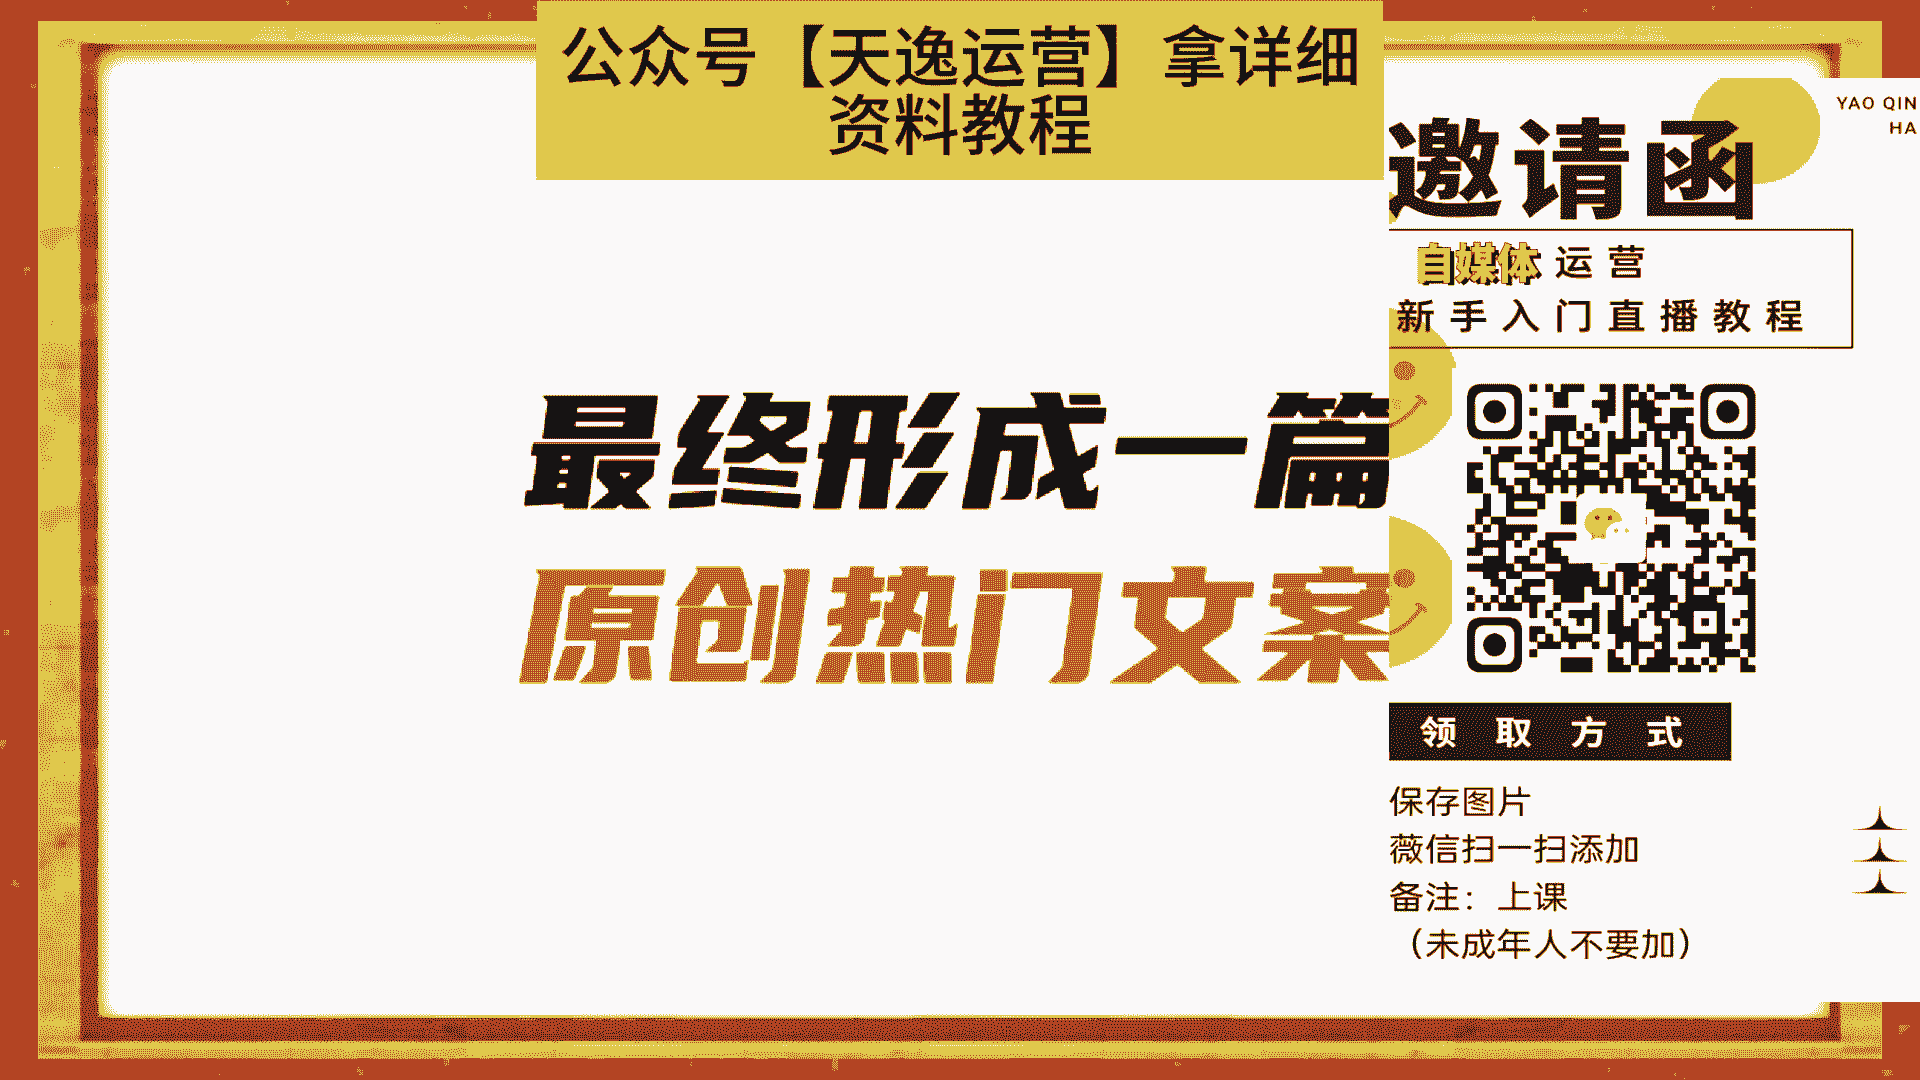 公众号【天逸运营】拿详细
资料教程
最终形成一篇
原创热门文案
YAO QIN
HA
邀请函
自媒体运营
新手入门直播教程
领取方式
保存图片
薇信扫一扫添加
备注：上课
（未成年人不要加）